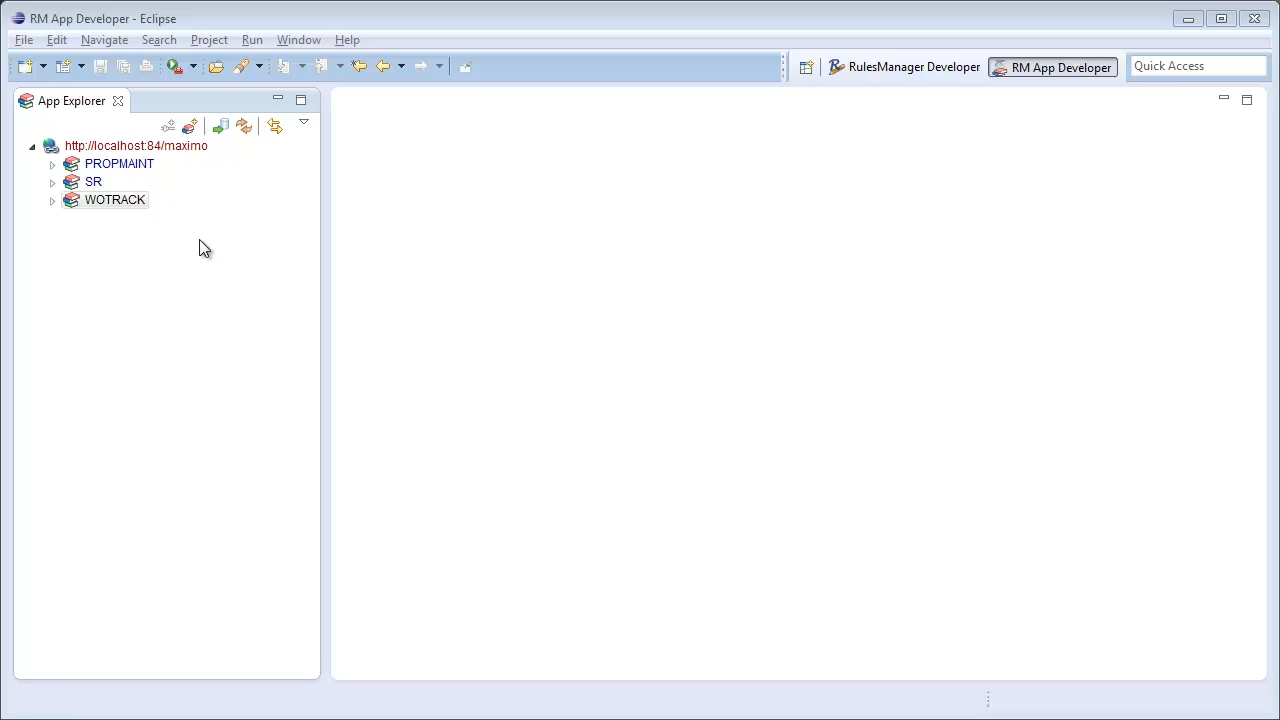 RM App Developer - Eclipse
File Edit Navigate Search Project Run Window Help
RulesManager Developer RM App Developer Quick Access
App Explorer
http://localhost:84/maximo
PROPMAINT
SR
WOTRACK